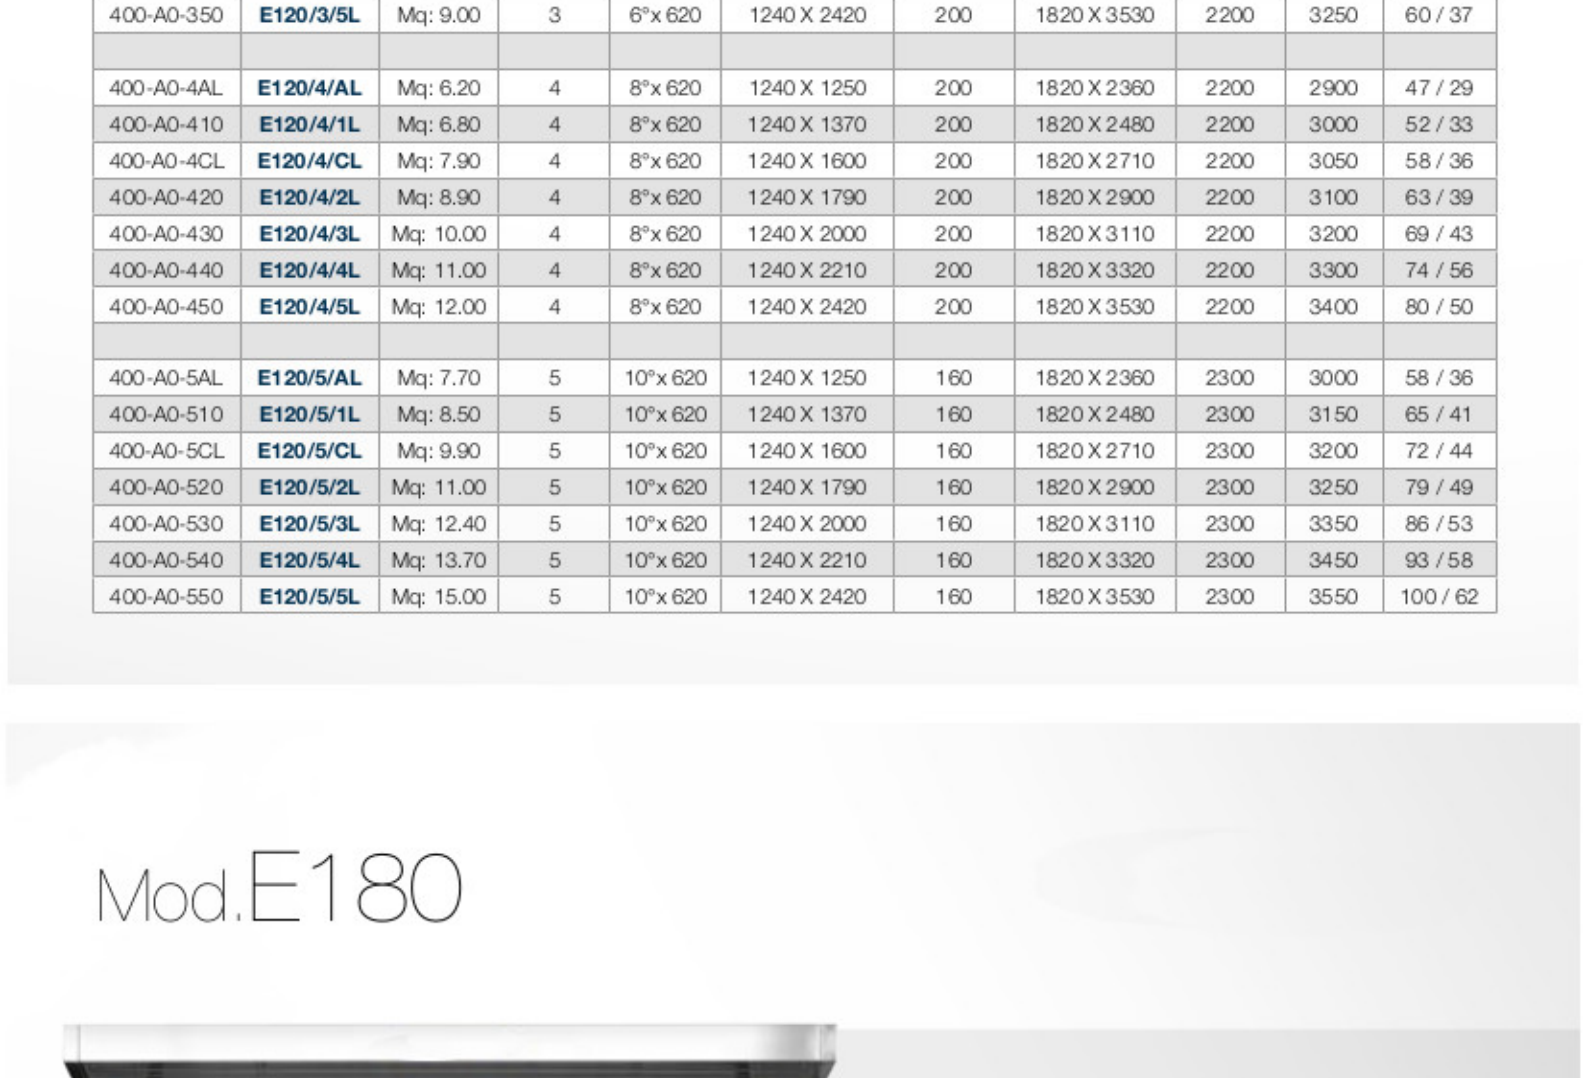 400-A0-350 E120/3/5L Mq: 9.00 3 6°x 620 1240 X 2420 200 1820 X 3530 2200 3250 60 / 37
400-A0-4AL E120/4/AL Mq: 6.20 4 8°x 620 1240 X 1250 200 1820 X 2360 2200 2900 47 / 29
400-A0-410 E120/4/1L Mq: 6.80 4 8°x 620 1240 X 1370 200 1820 X 2480 2200 3000 52 / 33
400-A0-4CL E120/4/CL Mq: 7.90 4 8°x 620 1240 X 1600 200 1820 X 2710 2200 3050 58 / 36
400-A0-420 E120/4/2L Mq: 8.90 4 8°x 620 1240 X 1790 200 1820 X 2900 2200 3100 63 / 39
400-A0-430 E120/4/3L Mq: 10.00 4 8°x 620 1240 X 2000 200 1820 X 3110 2200 3200 69 / 43
400-A0-440 E120/4/4L Mq: 11.00 4 8°x 620 1240 X 2210 200 1820 X 3320 2200 3300 74 / 56
400-A0-450 E120/4/5L Mq: 12.00 4 8°x 620 1240 X 2420 200 1820 X 3530 2200 3400 80 / 50
400-A0-5AL E120/5/AL Mq: 7.70 5 10°x 620 1240 X 1250 160 1820 X 2360 2300 3000 58 / 36
400-A0-510 E120/5/1L Mq: 8.50 5 10°x 620 1240 X 1370 160 1820 X 2480 2300 3150 65 / 41
400-A0-5CL E120/5/CL Mq: 9.90 5 10°x 620 1240 X 1600 160 1820 X 2710 2300 3200 72 / 44
400-A0-520 E120/5/2L Mq: 11.00 5 10°x 620 1240 X 1790 160 1820 X 2900 2300 3250 79 / 49
400-A0-530 E120/5/3L Mq: 12.40 5 10°x 620 1240 X 2000 160 1820 X 3110 2300 3350 86 / 53
400-A0-540 E120/5/4L Mq: 13.70 5 10°x 620 1240 X 2210 160 1820 X 3320 2300 3450 93 / 58
400-A0-550 E120/5/5L Mq: 15.00 5 10°x 620 1240 X 2420 160 1820 X 3530 2300 3550 100 / 62
Mod.E180